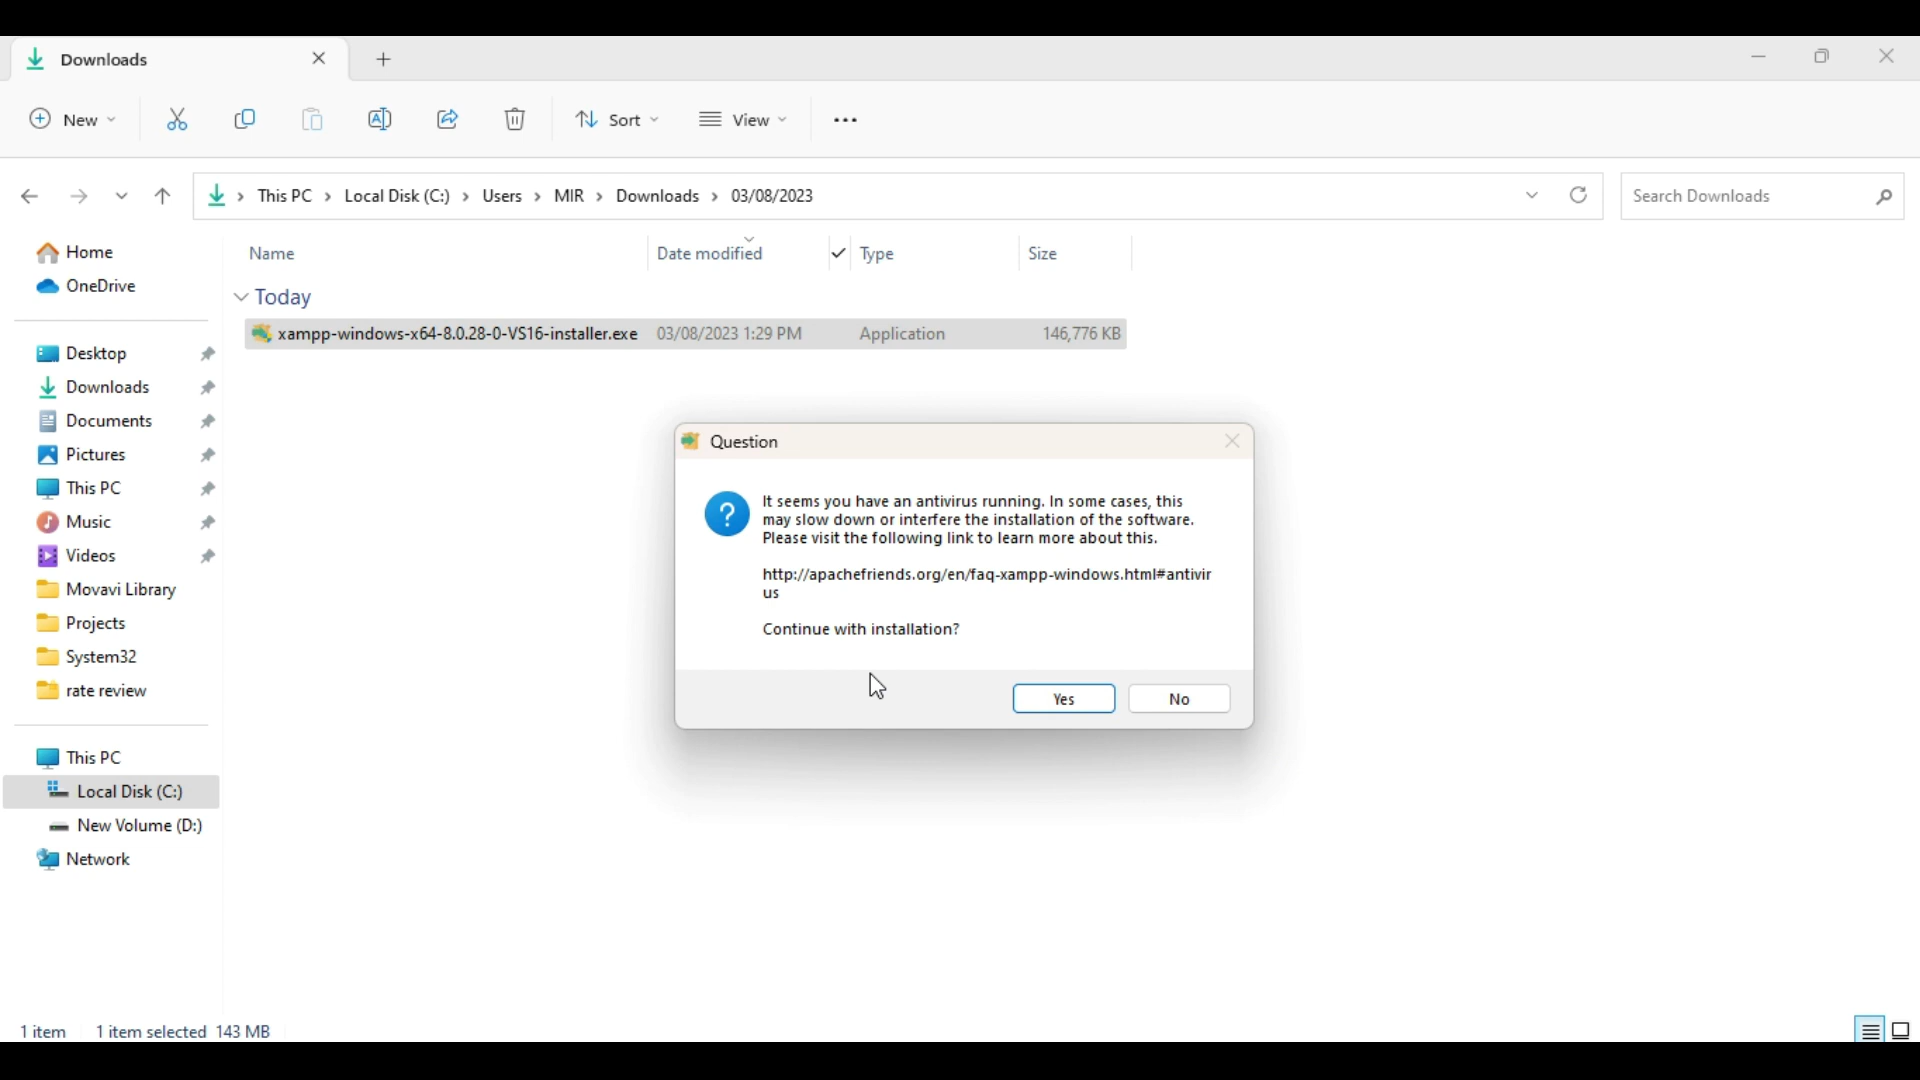 Downloads
New
Sort
View
This PC > Local Disk (C:) > Users > MIR > Downloads > 03/08/2023
Search Downloads
Home
OneDrive
Desktop
Downloads
Documents
Pictures
This PC
Music
Videos
Movavi Library
Projects
System32
rate review
This PC
Local Disk (C:)
New Volume (D:)
Network
Name Date modified Type Size
Today
xampp-windows-x64-8.0.28-0-VS16-installer.exe 03/08/2023 1:29 PM Application 146,776 KB
Question
It seems you have an antivirus running. In some cases, this
may slow down or interfere the installation of the software.
Please visit the following link to learn more about this.
http://apachefriends.org/en/faq-xampp-windows.html#antivir
us
Continue with installation?
Yes No
1 item 1 item selected 143 MB